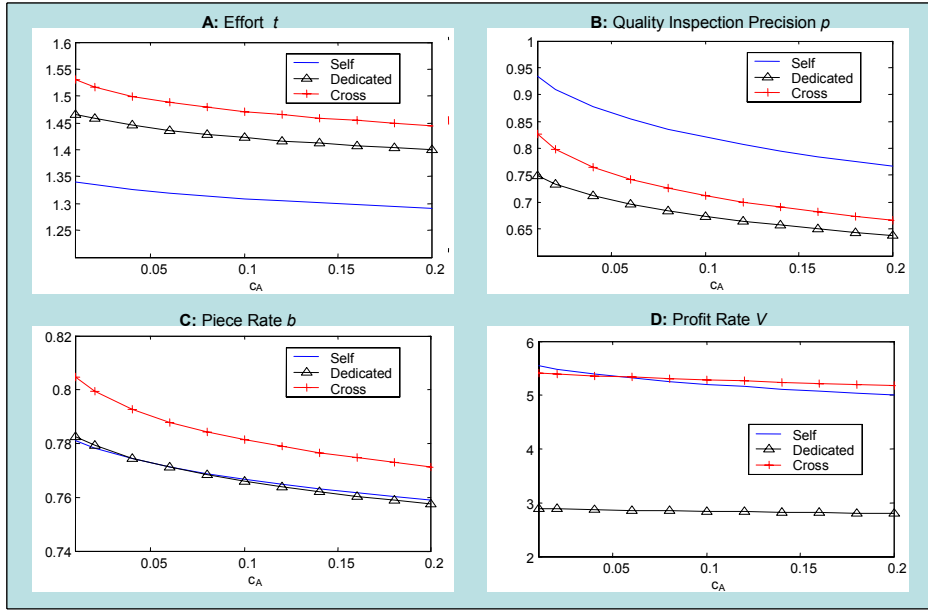 A: Effort t
1.6
1.55
1.5
1.45
1.4
1.35
1.3
1.25
Self
Dedicated
Cross
0.05
0.1
0.15
0.2
c_A
B: Quality Inspection Precision p
1
0.95
0.9
0.85
0.8
0.75
0.7
0.65
Self
Dedicated
Cross
0.05
0.1
0.15
0.2
c_A
C: Piece Rate b
0.82
0.8
0.78
0.76
0.74
Self
Dedicated
Cross
0.05
0.1
0.15
0.2
c_A
D: Profit Rate V
6
5
4
3
2
Self
Dedicated
Cross
0.05
0.1
0.15
0.2
c_A